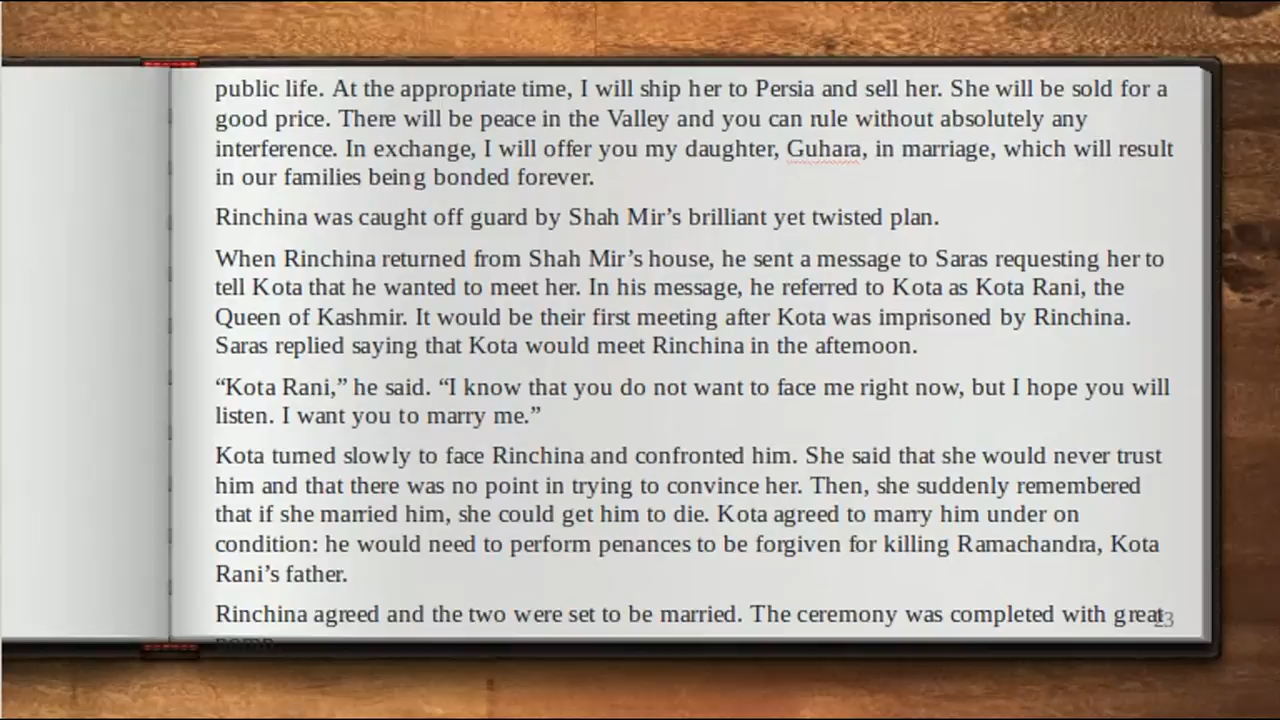 public life. At the appropriate time, I will ship her to Persia and sell her. She will be sold for a
good price. There will be peace in the Valley and you can rule without absolutely any
interference. In exchange, I will offer you my daughter, Guhara, in marriage, which will result
in our families being bonded forever.
Rinchina was caught off guard by Shah Mir’s brilliant yet twisted plan.
When Rinchina returned from Shah Mir’s house, he sent a message to Saras requesting her to
tell Kota that he wanted to meet her. In his message, he referred to Kota as Kota Rani, the
Queen of Kashmir. It would be their first meeting after Kota was imprisoned by Rinchina.
Saras replied saying that Kota would meet Rinchina in the afternoon.
“Kota Rani,” he said. “I know that you do not want to face me right now, but I hope you will
listen. I want you to marry me.”
Kota turned slowly to face Rinchina and confronted him. She said that she would never trust
him and that there was no point in trying to convince her. Then, she suddenly remembered
that if she married him, she could get him to die. Kota agreed to marry him under on
condition: he would need to perform penances to be forgiven for killing Ramachandra, Kota
Rani’s father.
Rinchina agreed and the two were set to be married. The ceremony was completed with great
pomp.
23